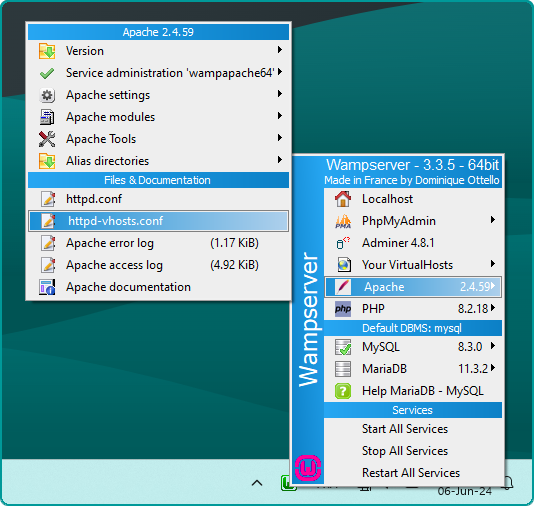 Apache 2.4.59
Version
Service administration 'wampapache64'
Apache settings
Apache modules
Apache Tools
Alias directories
Files & Documentation
httpd.conf
httpd-vhosts.conf
Apache error log (1.17 KiB)
Apache access log (4.92 KiB)
Apache documentation
Wampserver - 3.3.5 - 64bit
Made in France by Dominique Ottello
Wampserver
Localhost
PhpMyAdmin
Adminer 4.8.1
Your VirtualHosts
Apache 2.4.59
PHP 8.2.18
Default DBMS: mysql
MySQL 8.3.0
MariaDB 11.3.2
Help MariaDB - MySQL
Services
Start All Services
Stop All Services
Restart All Services
06-Jun-24